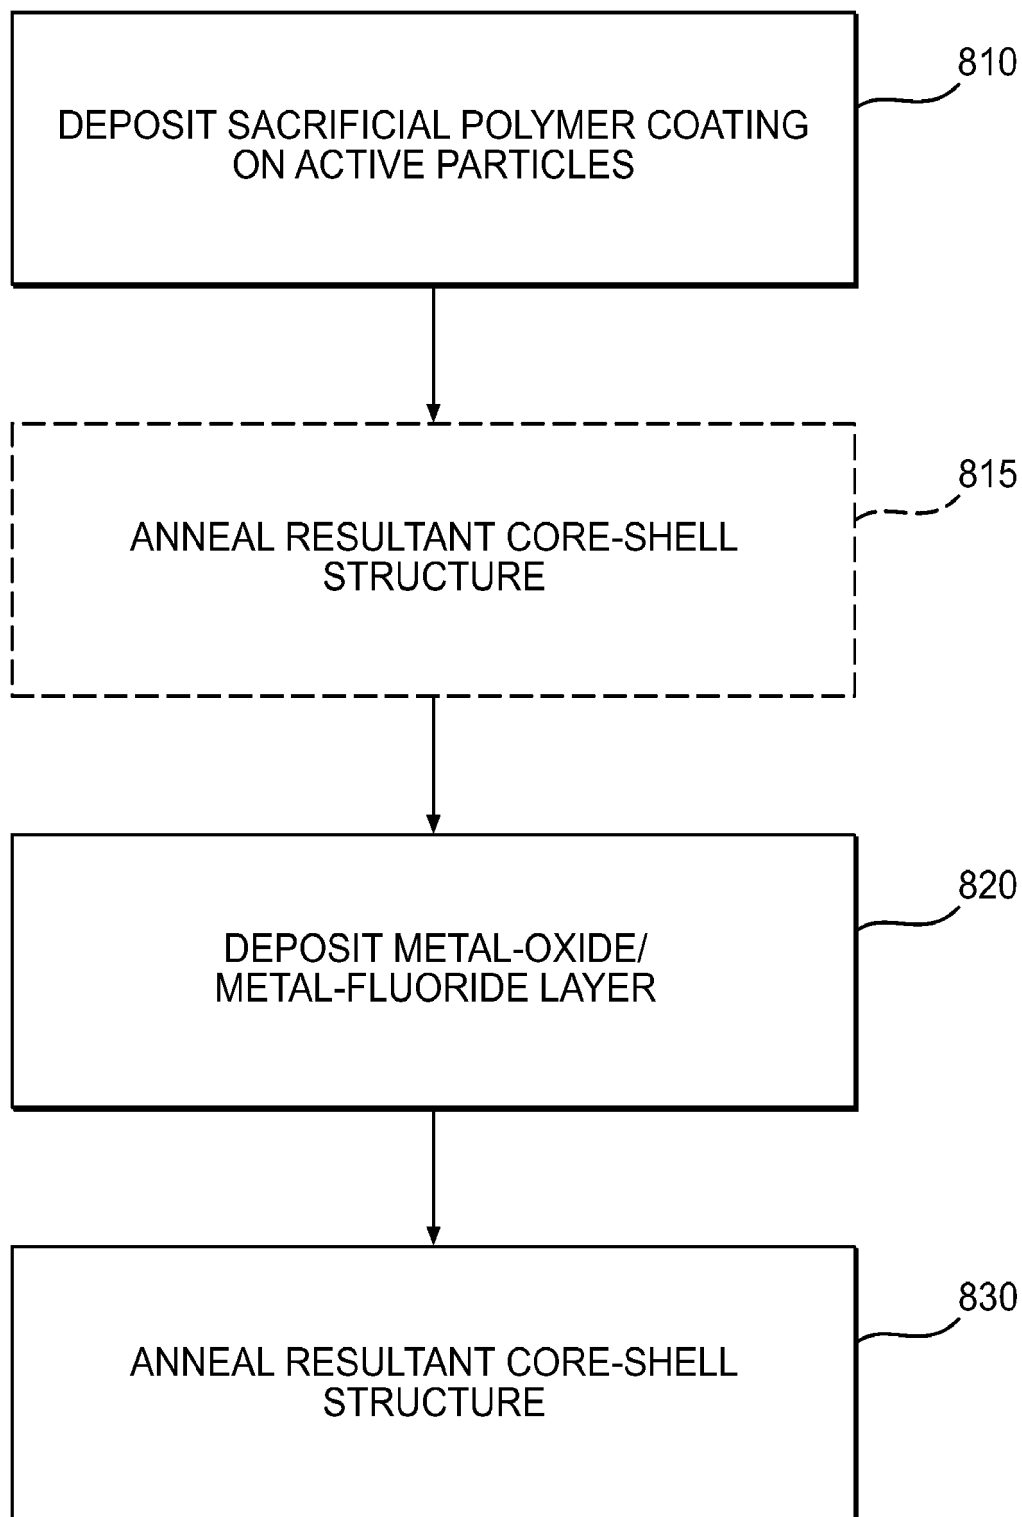 810
DEPOSIT SACRIFICIAL POLYMER COATING
ON ACTIVE PARTICLES
815
ANNEAL RESULTANT CORE-SHELL
STRUCTURE
820
DEPOSIT METAL-OXIDE/
METAL-FLUORIDE LAYER
830
ANNEAL RESULTANT CORE-SHELL
STRUCTURE